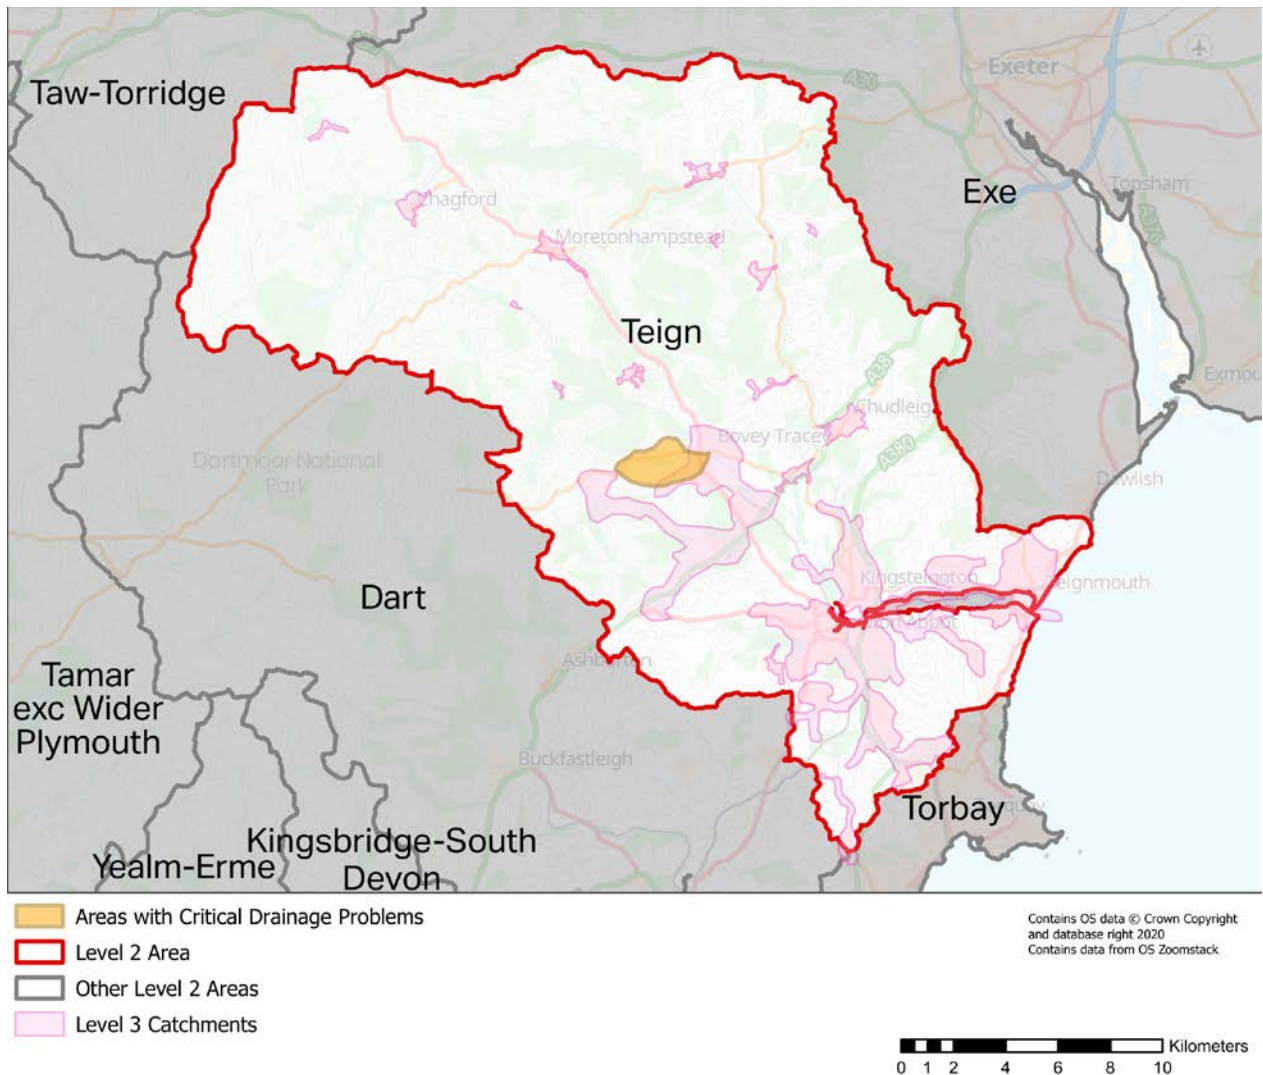 Taw-Torridge
A30
Exeter
Exe
Topsham
A376
Chagford
Moretonhampstead
Teign
A38
Chudleigh
Exmou
Bovey Tracey
A380
Dartmoor National
Park
Dawlish
Dart
Kingsteignton
Teignmouth
ton Abbot
Ashburton
Tamar
exc Wider
Plymouth
Buckfastleigh
Torbay
Kingsbridge-South
Devon
Yealm-Erme
Areas with Critical Drainage Problems
Level 2 Area
Other Level 2 Areas
Level 3 Catchments
Contains OS data © Crown Copyright
and database right 2020
Contains data from OS Zoomstack
Kilometers
0 1 2 4 6 8 10